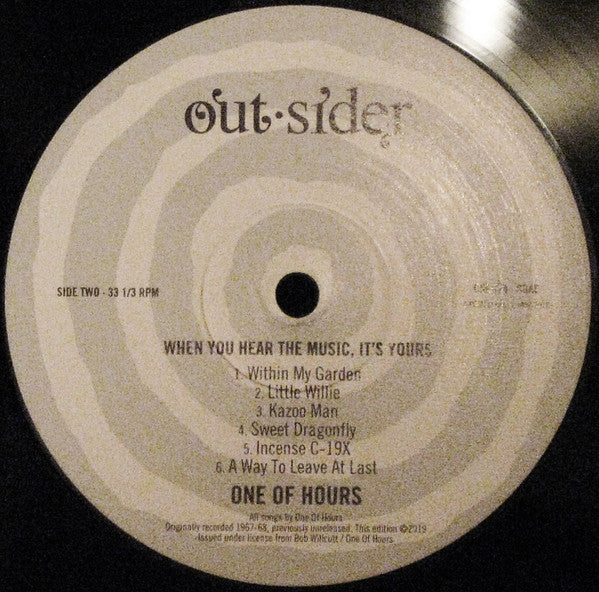 out·sider
SIDE TWO - 33 1/3 RPM
WHEN YOU HEAR THE MUSIC, IT'S YOURS
1. Within My Garden
2. Little Willie
3. Kazoo Man
4. Sweet Dragonfly
5. Incense C-19X
6. A Way To Leave At Last
ONE OF HOURS
All songs by One Of Hours
Originally recorded 1967-68, previously unreleased. This edition ©2019
Issued under license from Bob Willcutt / One Of Hours